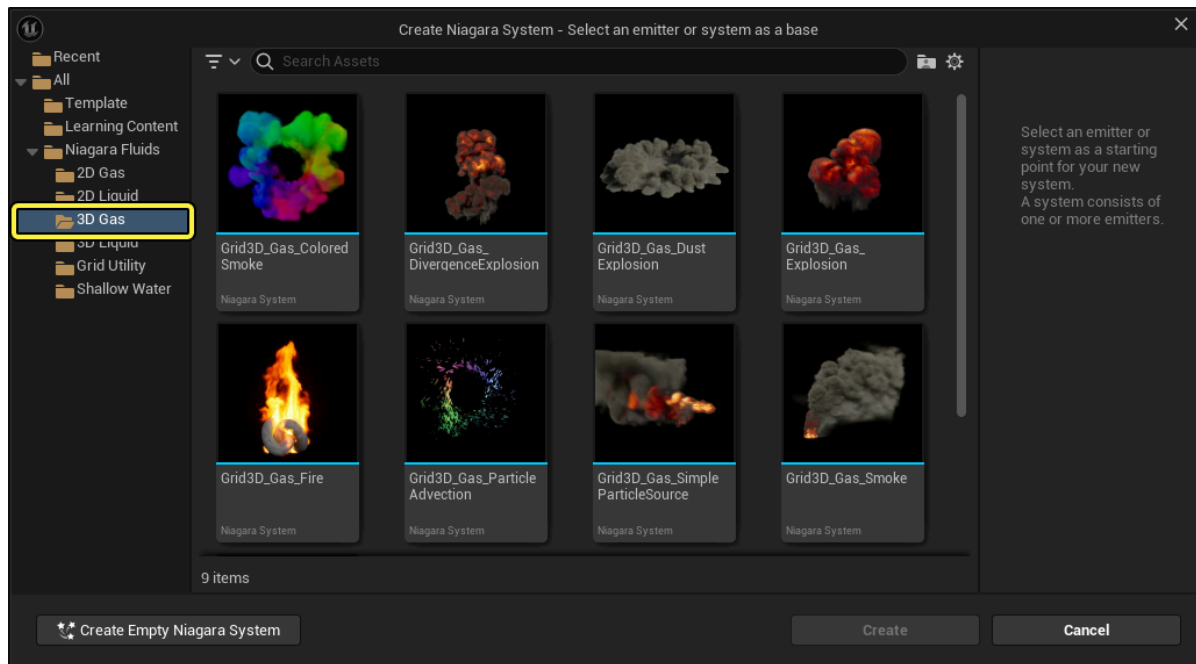 Create Niagara System - Select an emitter or system as a base
Recent
All
Template
Learning Content
Niagara Fluids
2D Gas
2D Liquid
3D Gas
3D Liquid
Grid Utility
Shallow Water
Search Assets
Grid3D_Gas_Colored
Smoke
Niagara System
Grid3D_Gas_
DivergenceExplosion
Niagara System
Grid3D_Gas_Dust
Explosion
Niagara System
Grid3D_Gas_
Explosion
Niagara System
Grid3D_Gas_Fire
Niagara System
Grid3D_Gas_Particle
Advection
Niagara System
Grid3D_Gas_Simple
ParticleSource
Niagara System
Grid3D_Gas_Smoke
Niagara System
9 items
Select an emitter or
system as a starting
point for your new
system.
A system consists of
one or more emitters.
Create Empty Niagara System
Create
Cancel